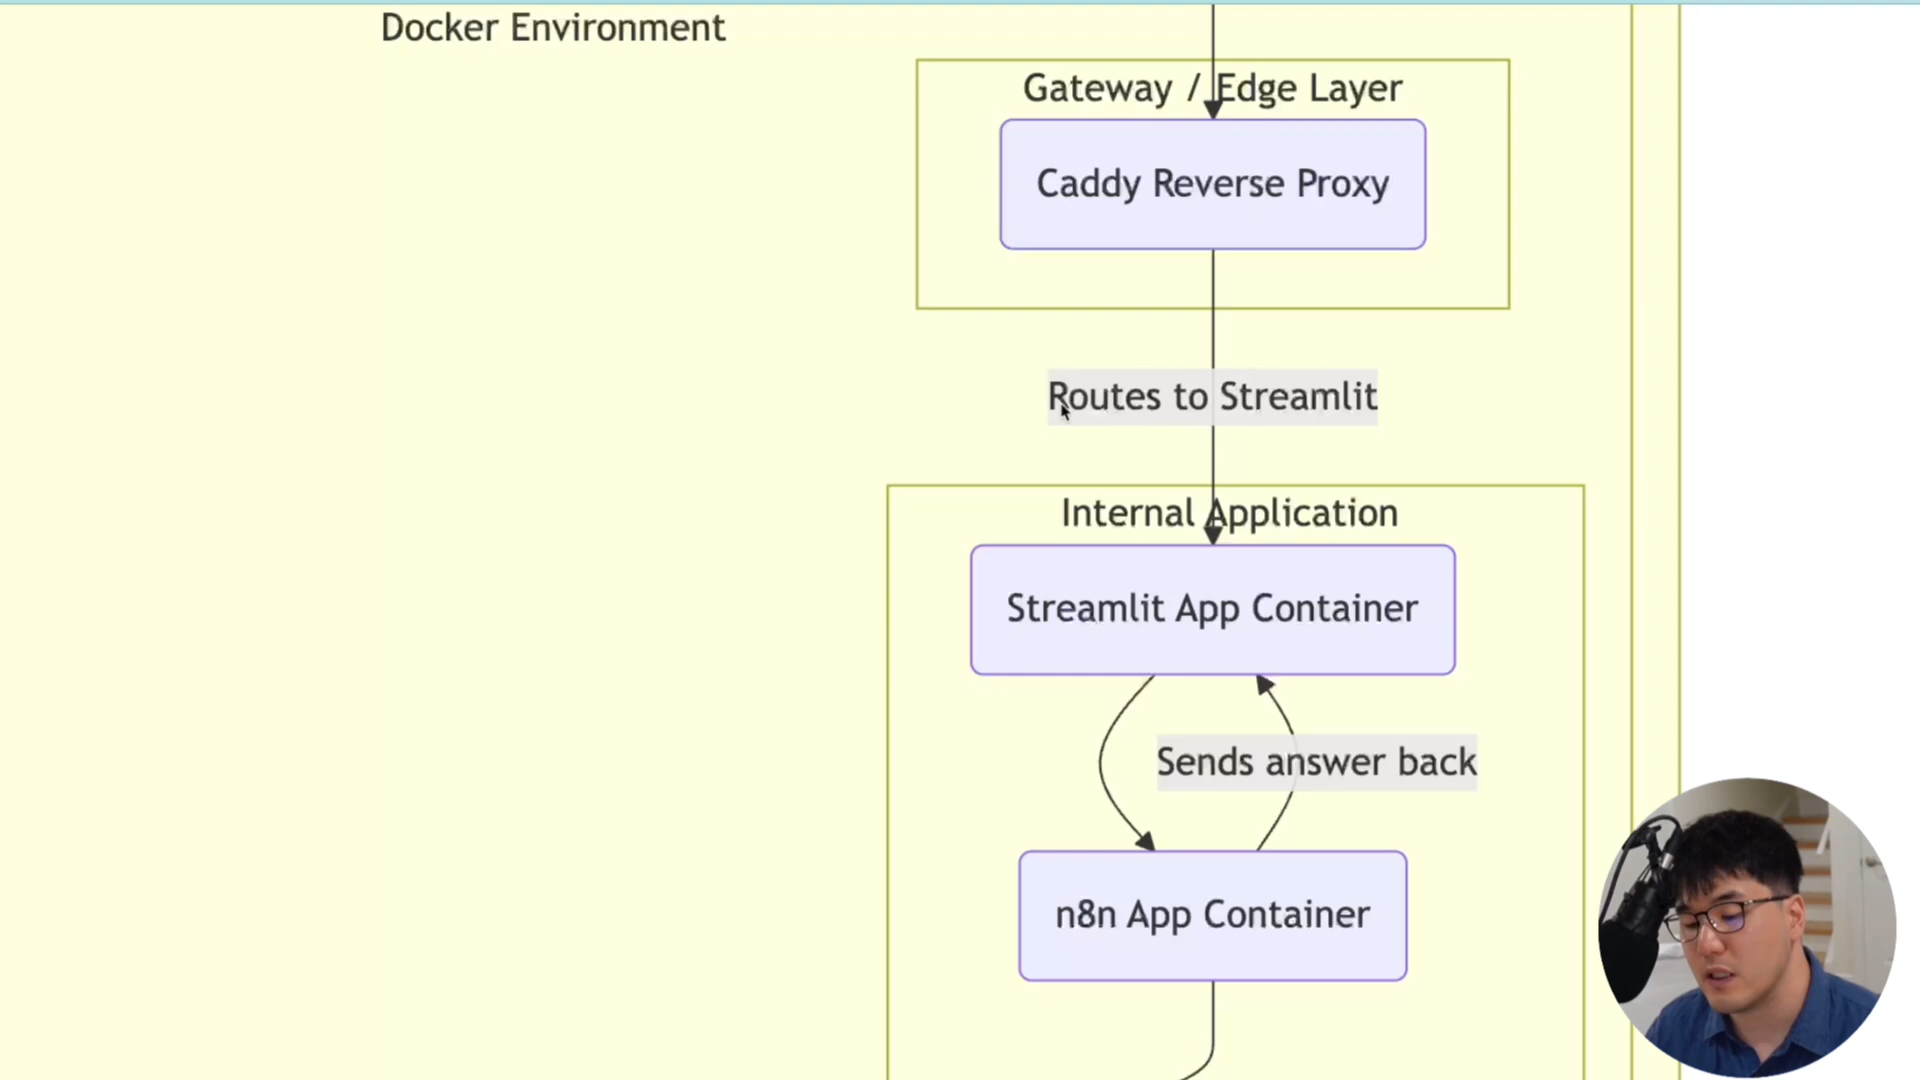 Docker Environment
Gateway / Edge Layer
Caddy Reverse Proxy
Routes to Streamlit
Internal Application
Streamlit App Container
Sends answer back
n8n App Container